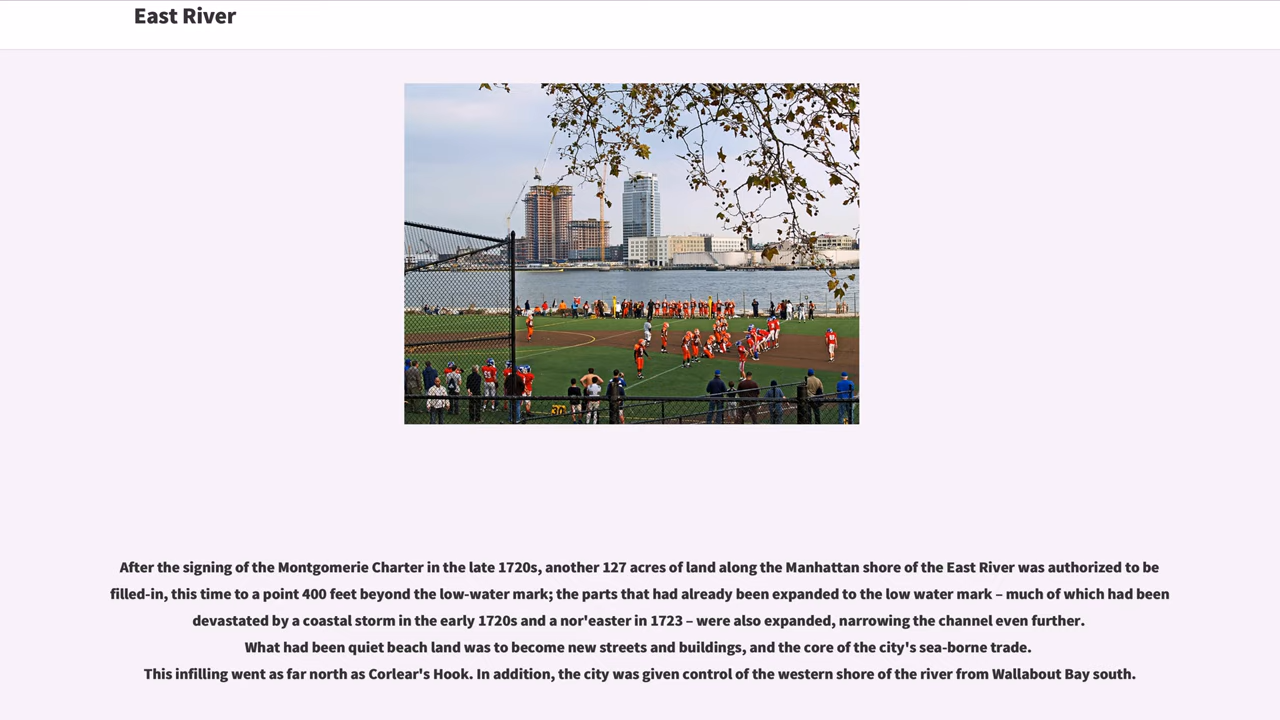 East River
After the signing of the Montgomerie Charter in the late 1720s, another 127 acres of land along the Manhattan shore of the East River was authorized to be
filled-in, this time to a point 400 feet beyond the low-water mark; the parts that had already been expanded to the low water mark – much of which had been
devastated by a coastal storm in the early 1720s and a nor'easter in 1723 – were also expanded, narrowing the channel even further.
What had been quiet beach land was to become new streets and buildings, and the core of the city's sea-borne trade.
This infilling went as far north as Corlear's Hook. In addition, the city was given control of the western shore of the river from Wallabout Bay south.